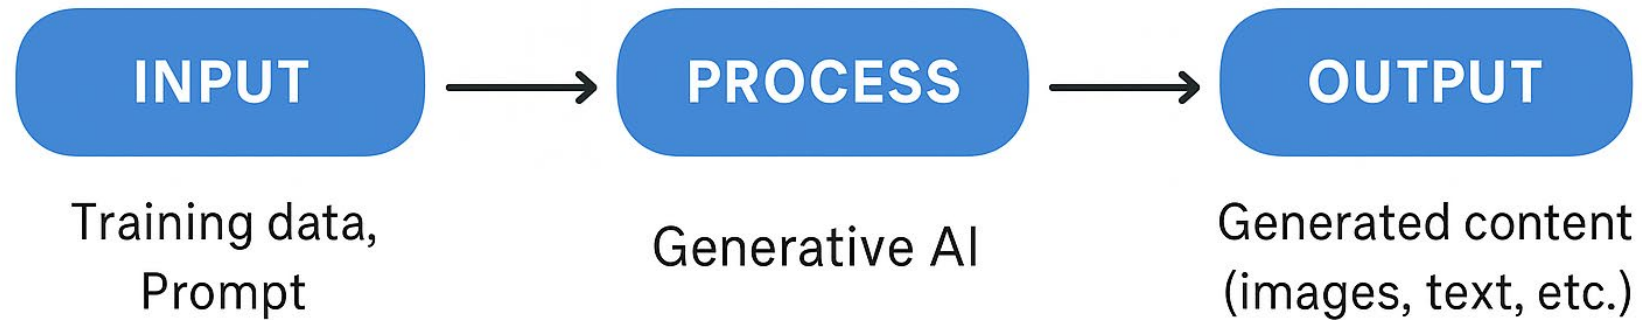 INPUT
PROCESS
OUTPUT
Training data,
Prompt
Generative AI
Generated content
(images, text, etc.)